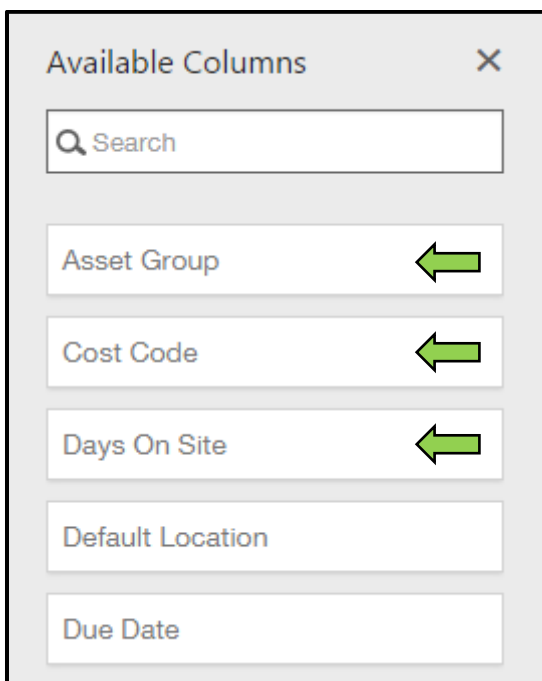 Available Columns
Search
Asset Group
Cost Code
Days On Site
Default Location
Due Date